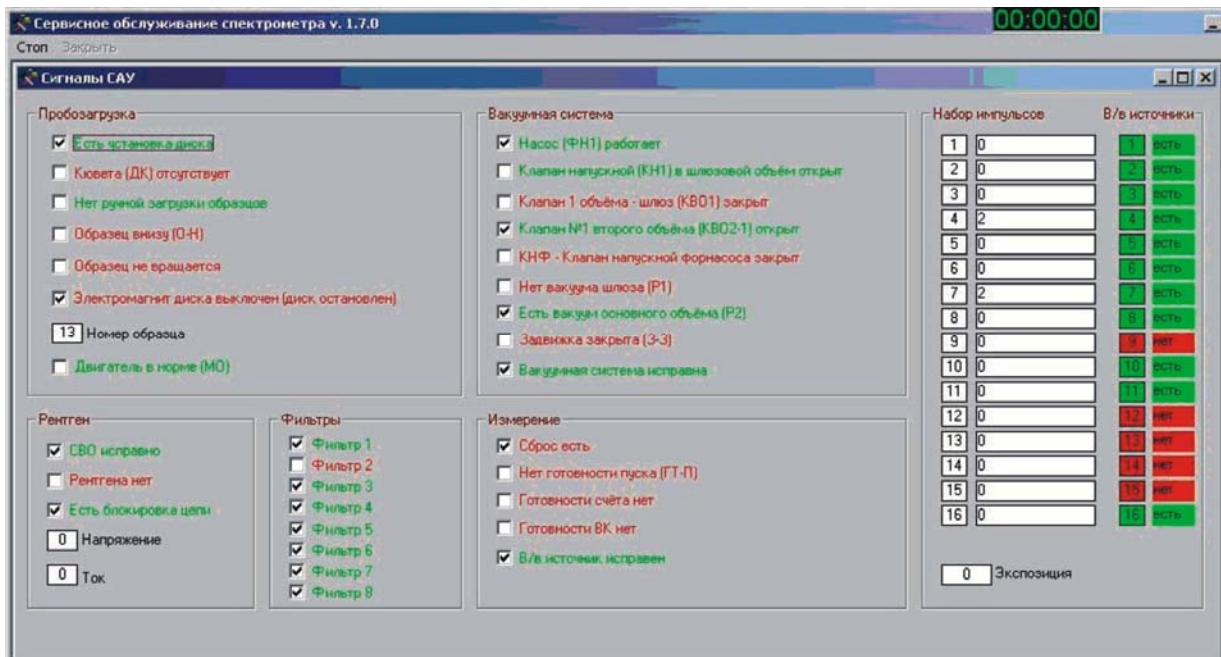 Сервисное обслуживание спектрометра v. 1.7.0
00:00:00
Стоп Закрыть
Сигналы САУ
Пробозагрузка
Есть установка диска
Кювета (ДК) отсутствует
Нет ручной загрузки образцов
Образец внизу (О-Н)
Образец не вращается
Электромагнит диска выключен (диск остановлен)
13 Номер образца
Двигатель в норме (МО)
Вакуумная система
Насос (ФН1) работает
Клапан напускной (КН1) в шлюзовой объём открыт
Клапан 1 объёма - шлюз (КВО1) закрыт
Клапан №1 второго объёма (КВО2-1) открыт
КНФ - Клапан напускной форнасоса закрыт
Нет вакуума шлюза (Р1)
Есть вакуум основного объёма (Р2)
Задвижка закрыта (З-З)
Вакуумная система исправна
Набор импульсов В/в источники
1 0 1 есть
2 0 2 есть
3 0 3 есть
4 2 4 есть
5 0 5 есть
6 0 6 есть
7 2 7 есть
8 0 8 есть
9 0 9 нет
10 0 10 есть
11 0 11 есть
12 0 12 нет
13 0 13 нет
14 0 14 нет
15 0 15 нет
16 0 16 есть
0 Экспозиция
Рентген
СВО исправно
Рентгена нет
Есть блокировка цепи
0 Напряжение
0 Ток
Фильтры
Фильтр 1
Фильтр 2
Фильтр 3
Фильтр 4
Фильтр 5
Фильтр 6
Фильтр 7
Фильтр 8
Измерение
Сброс есть
Нет готовности пуска (ГТ-П)
Готовности счёта нет
Готовности ВК нет
В/в источник исправен